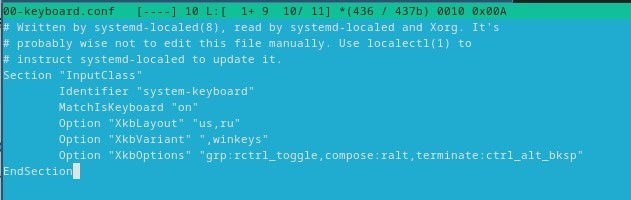 00-keyboard.conf   [----] 10 L:[  1+ 9  10/ 11] *(436 / 437b) 0010 0x00A
# Written by systemd-localed(8), read by systemd-localed and Xorg. It's
# probably wise not to edit this file manually. Use localectl(1) to
# instruct systemd-localed to update it.
Section "InputClass"
        Identifier "system-keyboard"
        MatchIsKeyboard "on"
        Option "XkbLayout" "us,ru"
        Option "XkbVariant" ",winkeys"
        Option "XkbOptions" "grp:rctrl_toggle,compose:ralt,terminate:ctrl_alt_bksp"
EndSection